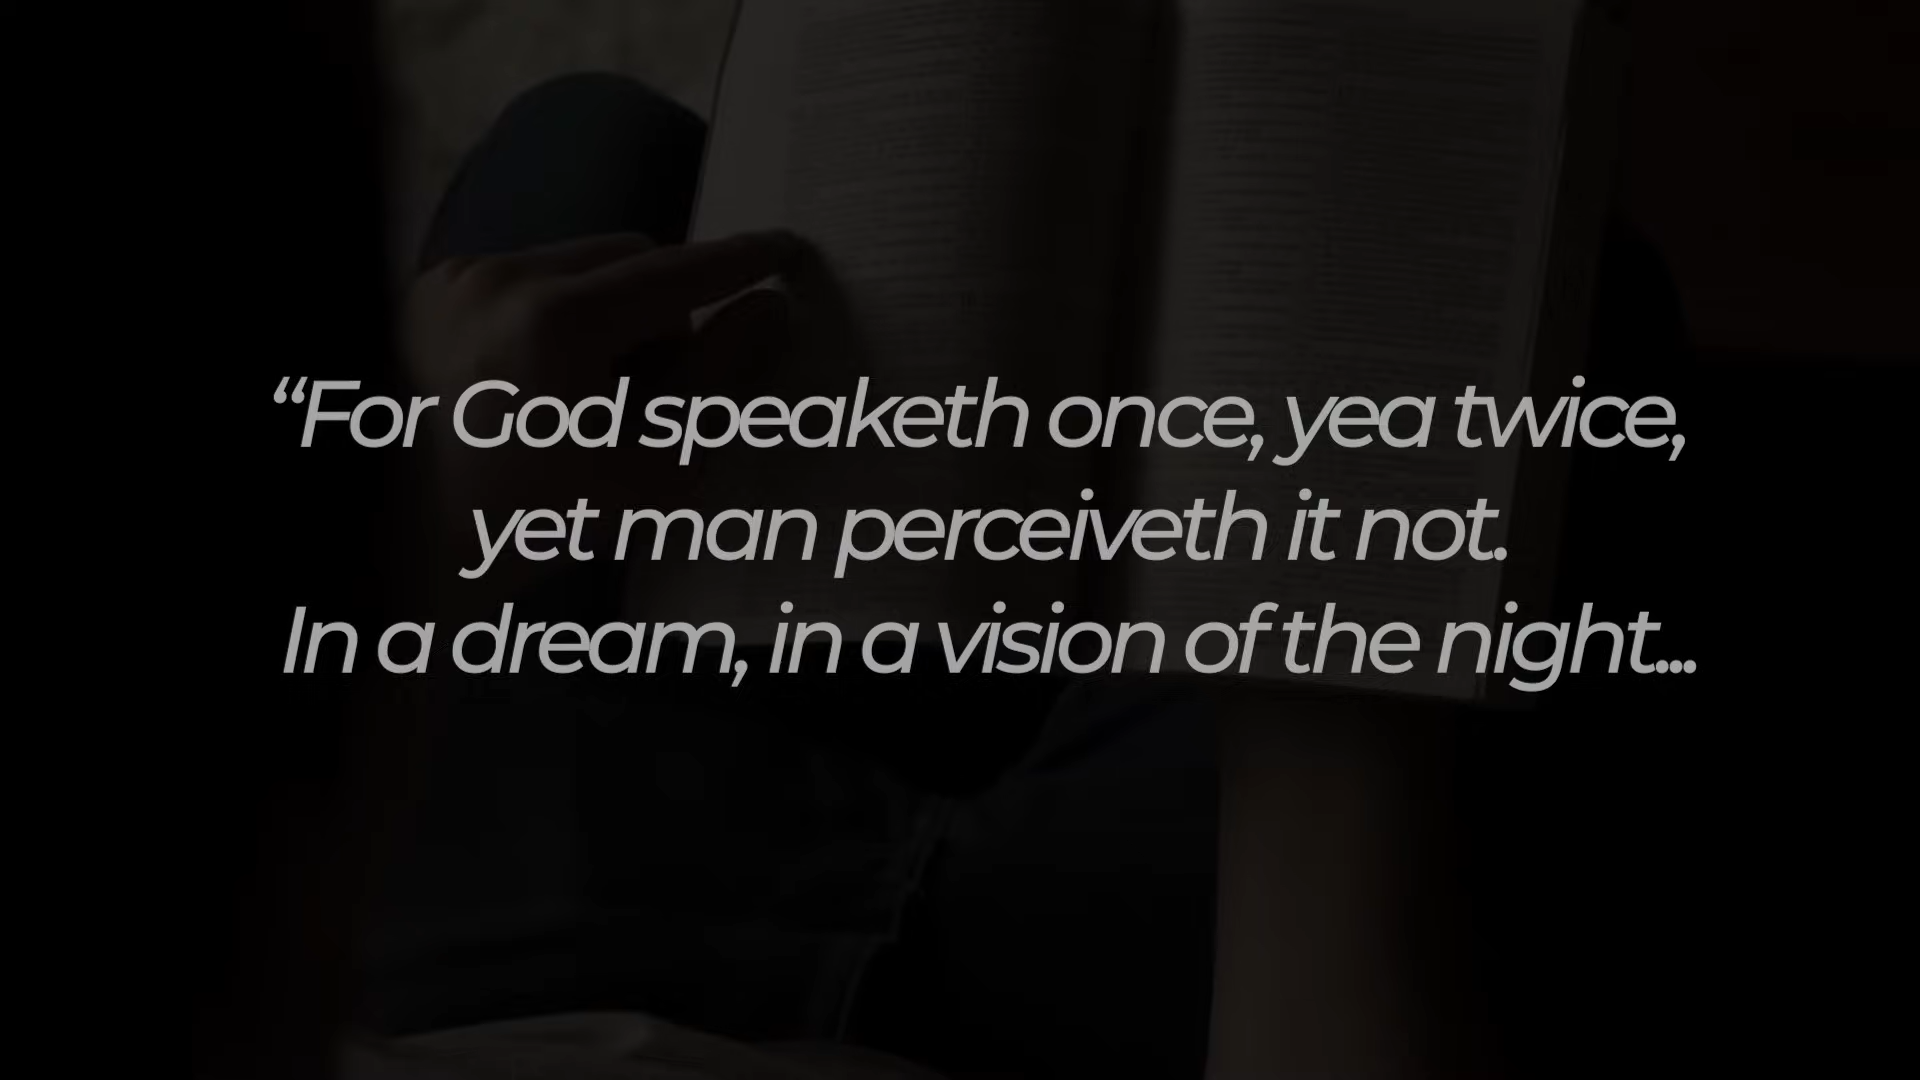 “For God speaketh once, yea twice,
yet man perceiveth it not.
In a dream, in a vision of the night...